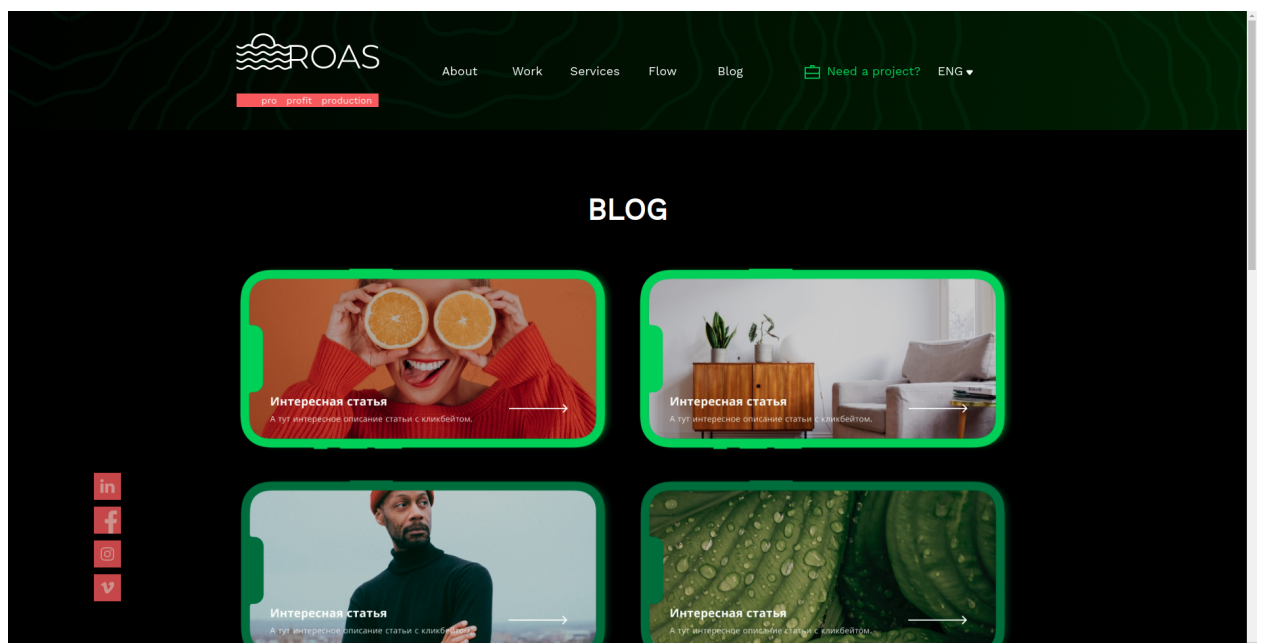 ROAS
pro profit production
About Work Services Flow Blog Need a project? ENG
BLOG
Интересная статья
А тут интересное описание статьи с кликбейтом.
Интересная статья
А тут интересное описание статьи с кликбейтом.
in
f
v
Интересная статья
А тут интересное описание статьи с кликбейтом.
Интересная статья
А тут интересное описание статьи с кликбейтом.